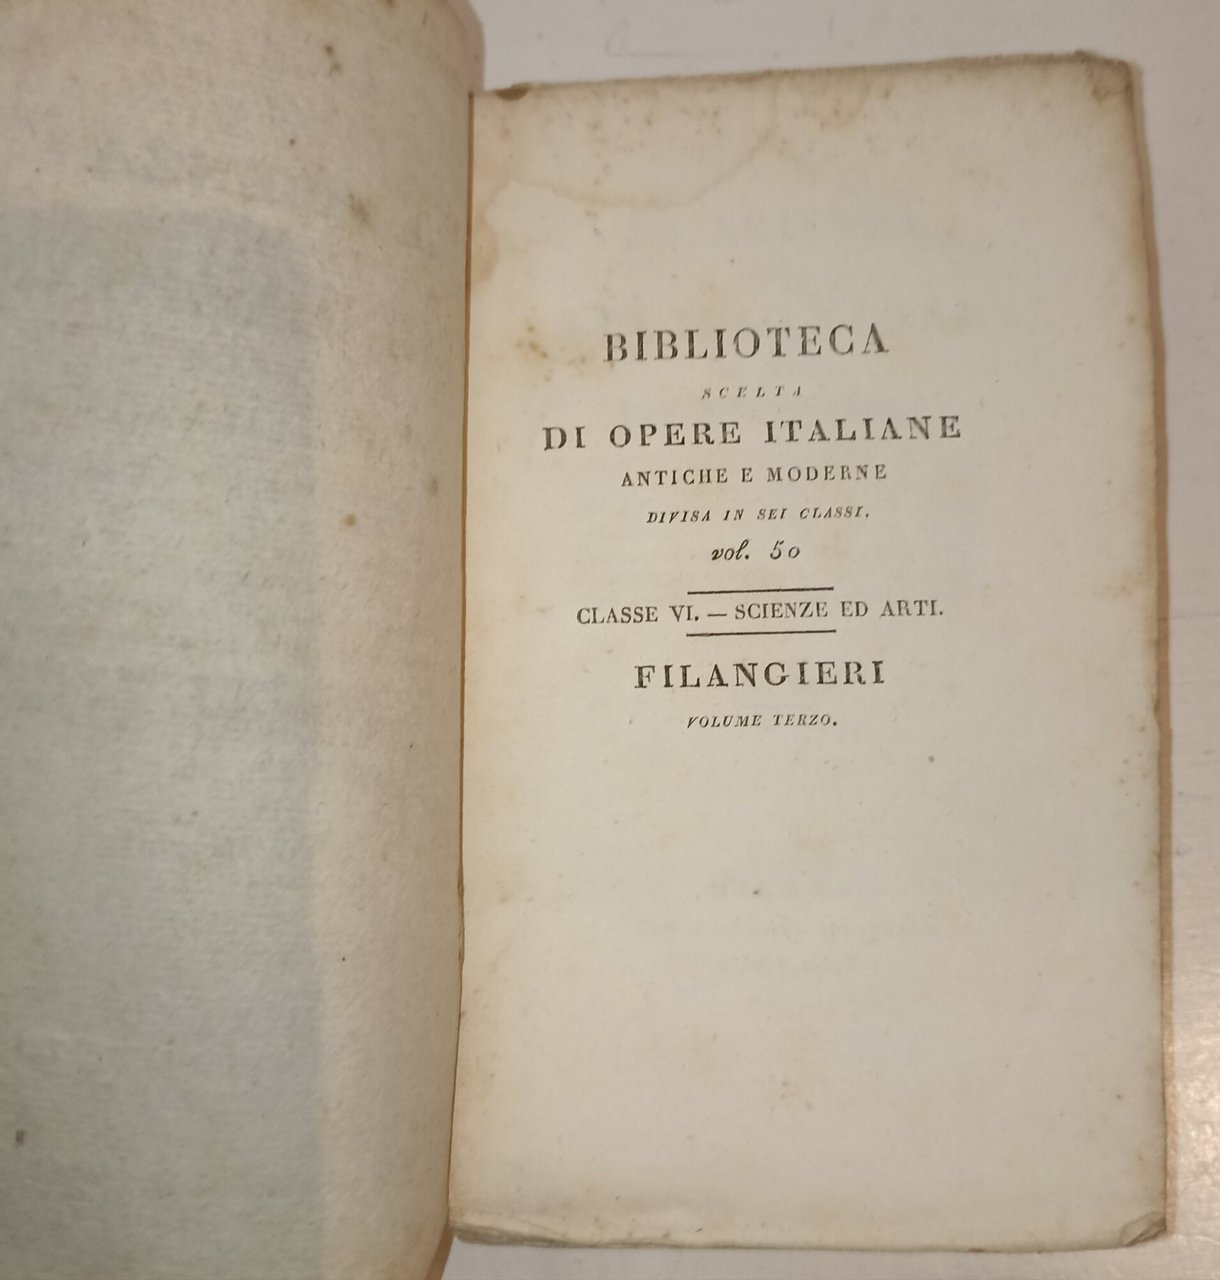 BIBLIOTECA
SCELTA
DI OPERE ITALIANE
ANTICHE E MODERNE
DIVISA IN SEI CLASSI.
vol. 50
CLASSE VI. — SCIENZE ED ARTI.
FILANGIERI
VOLUME TERZO.